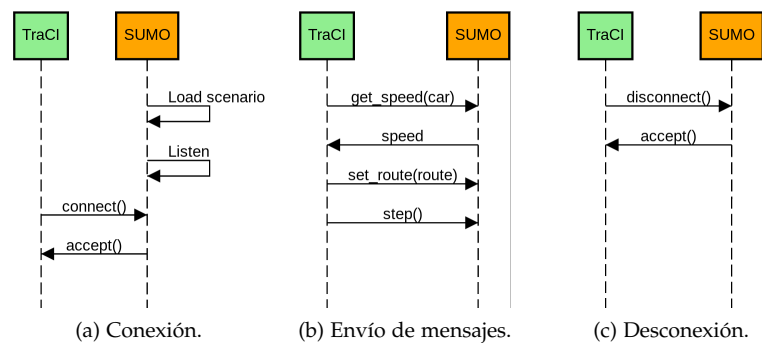 TraCI
SUMO
Load scenario
Listen
connect()
accept()
(a) Conexión.
TraCI
SUMO
get_speed(car)
speed
set_route(route)
step()
(b) Envío de mensajes.
TraCI
SUMO
disconnect()
accept()
(c) Desconexión.